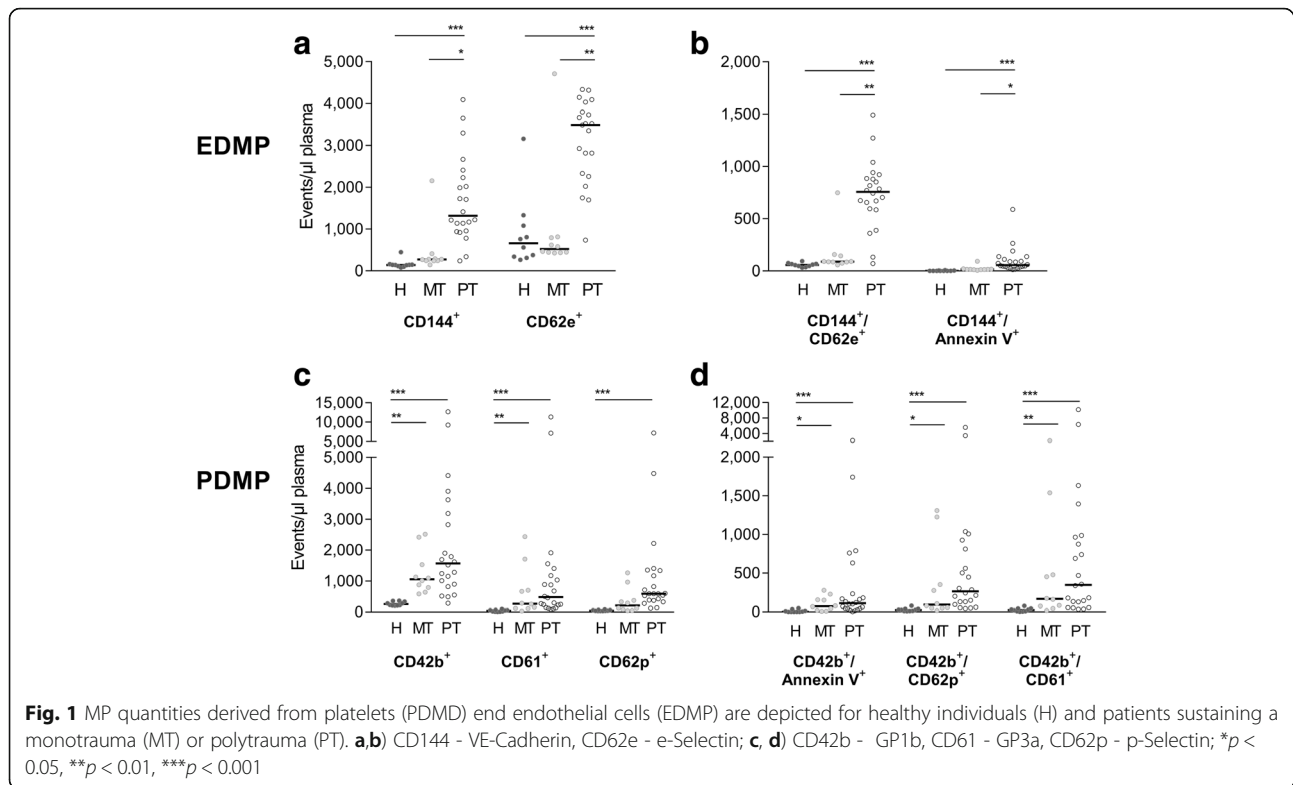 a
*** ***
* **
5,000
4,000
3,000
2,000
1,000
0
Events/µl plasma
EDMP
H MT PT H MT PT
CD144+ CD62e+
b
*** ***
** *
2,000
1,500
1,000
500
0
H MT PT H MT PT
CD144+/ CD144+/
CD62e+ Annexin V+
c
*** *** ***
** **
15,000
10,000
5,000
5,000
4,000
3,000
2,000
1,000
0
Events/µl plasma
PDMP
H MT PT H MT PT H MT PT
CD42b+ CD61+ CD62p+
d
*** *** ***
* * **
12,000
8,000
4,000
2,000
1,500
1,000
500
0
H MT PT H MT PT H MT PT
CD42b+/ CD42b+/ CD42b+/
Annexin V+ CD62p+ CD61+
Fig. 1 MP quantities derived from platelets (PDMD) end endothelial cells (EDMP) are depicted for healthy individuals (H) and patients sustaining a
monotrauma (MT) or polytrauma (PT). a,b) CD144 - VE-Cadherin, CD62e - e-Selectin; c, d) CD42b - GP1b, CD61 - GP3a, CD62p - p-Selectin; *p <
0.05, **p < 0.01, ***p < 0.001